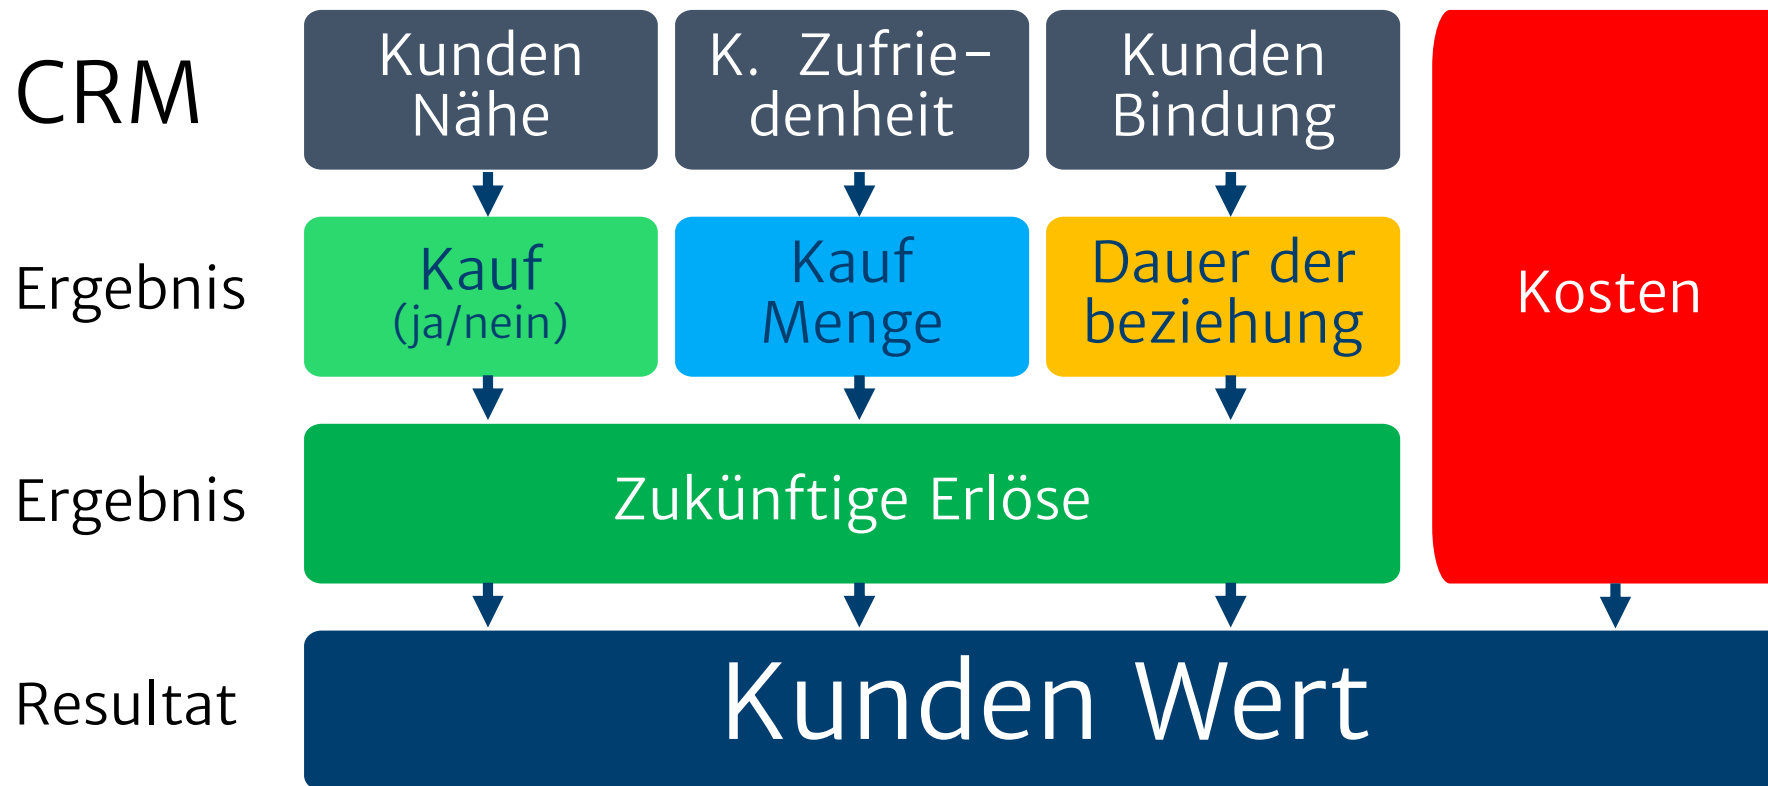 CRM
Kunden
Nähe
K. Zufrie-
denheit
Kunden
Bindung
Ergebnis
Kauf
(ja/nein)
Kauf
Menge
Dauer der
beziehung
Kosten
Ergebnis
Zukünftige Erlöse
Resultat
Kunden Wert